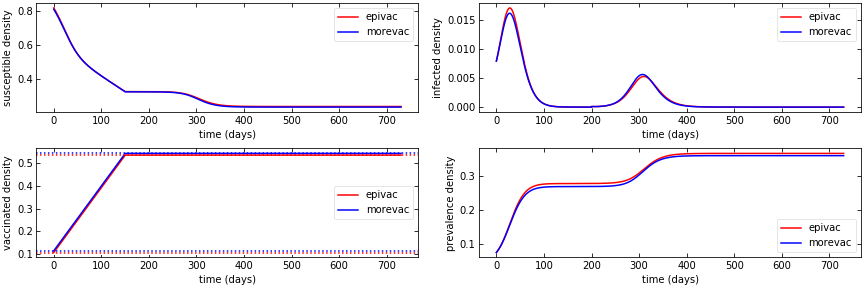 susceptible density
0.8
0.6
0.4
0
100
200
300
400
500
600
700
time (days)
epivac
morevac
infected density
0.015
0.010
0.005
0.000
0
100
200
300
400
500
600
700
time (days)
epivac
morevac
vaccinated density
0.5
0.4
0.3
0.2
0.1
0
100
200
300
400
500
600
700
time (days)
epivac
morevac
prevalence density
0.3
0.2
0.1
0
100
200
300
400
500
600
700
time (days)
epivac
morevac